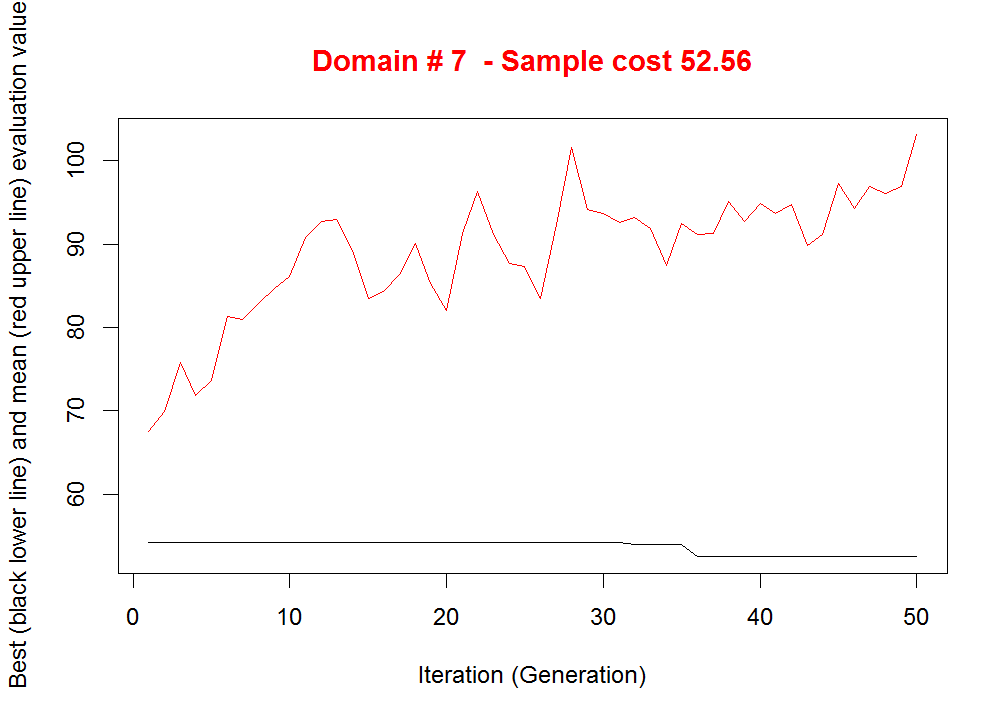 Domain # 7  - Sample cost 52.56
Best (black lower line) and mean (red upper line) evaluation value
100
90
80
70
60
0 10 20 30 40 50
Iteration (Generation)